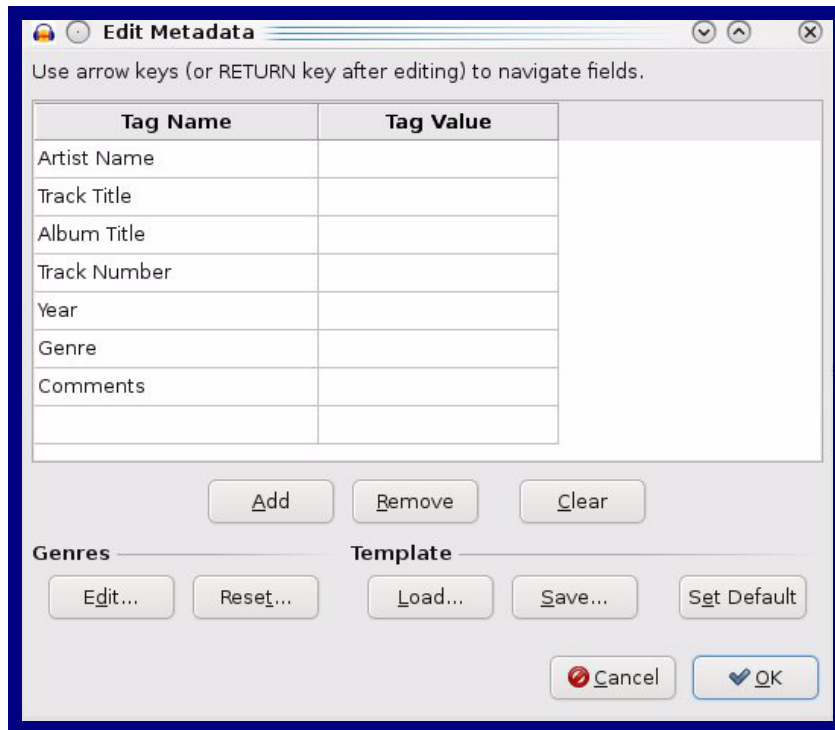 Edit Metadata
Use arrow keys (or RETURN key after editing) to navigate fields.
Tag Name Tag Value
Artist Name
Track Title
Album Title
Track Number
Year
Genre
Comments
Add Remove Clear
Genres Template
Edit... Reset... Load... Save... Set Default
Cancel OK